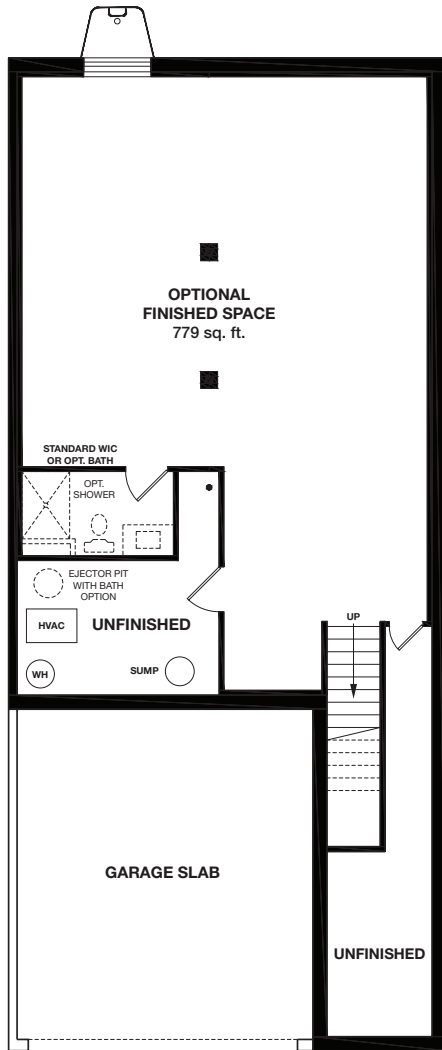 OPTIONAL
FINISHED SPACE
779 sq. ft.
STANDARD WIC
OR OPT. BATH
OPT.
SHOWER
EJECTOR PIT
WITH BATH
OPTION
HVAC
UNFINISHED
UP
WH
SUMP
GARAGE SLAB
UNFINISHED